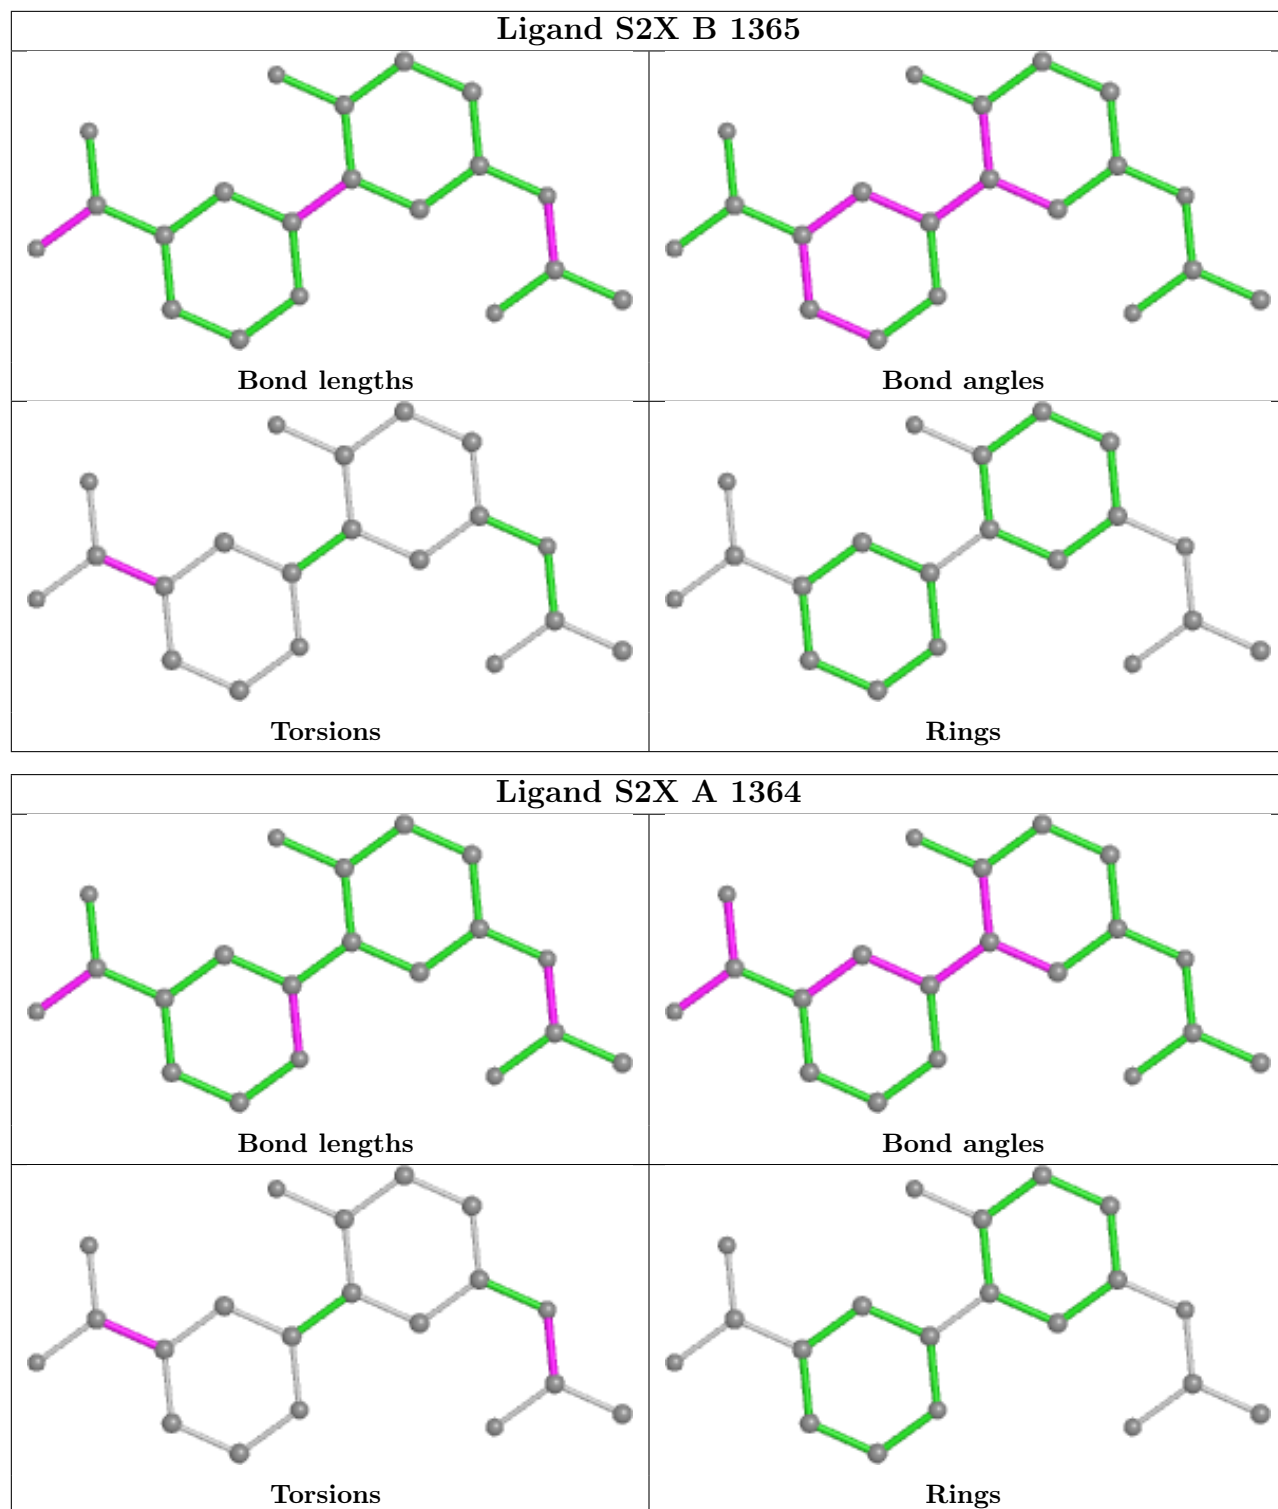 Ligand S2X B 1365
Bond lengths
Bond angles
Torsions
Rings
Ligand S2X A 1364
Bond lengths
Bond angles
Torsions
Rings